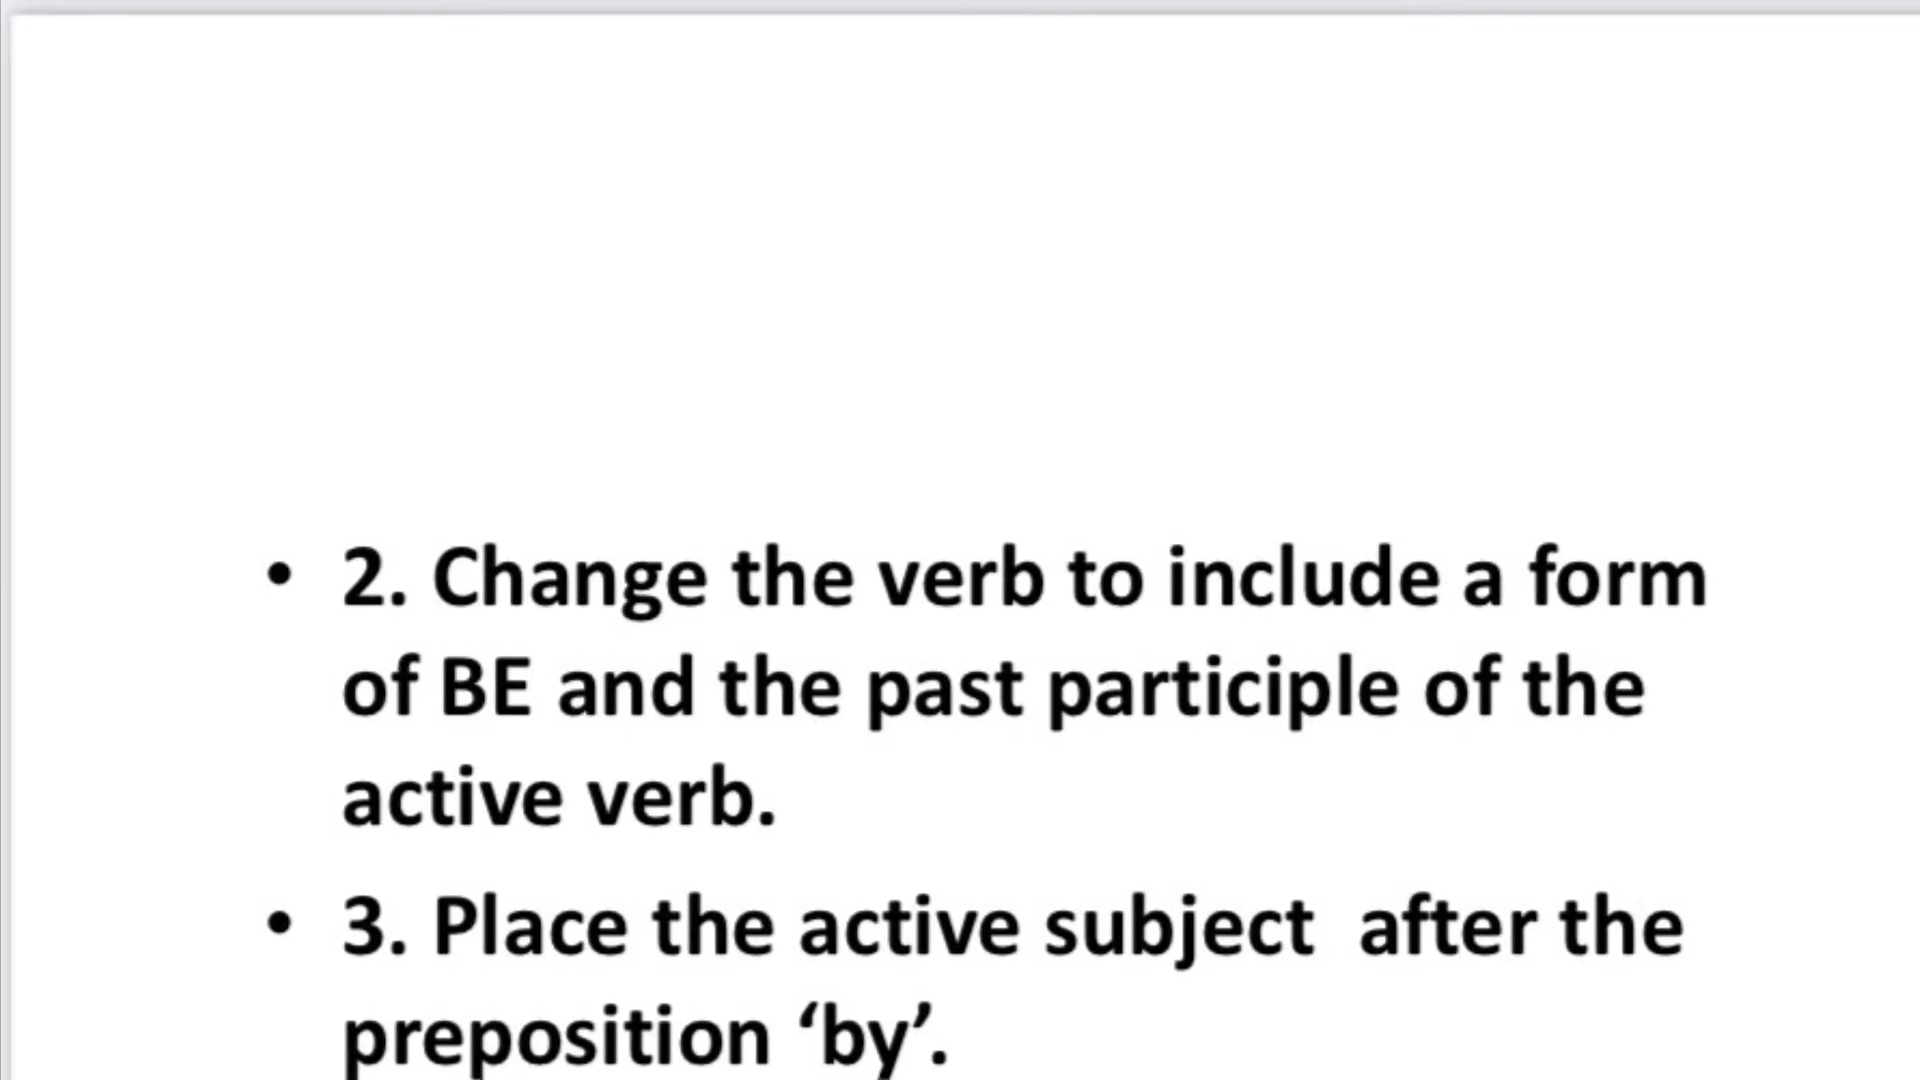 • 2. Change the verb to include a form
of BE and the past participle of the
active verb.
• 3. Place the active subject  after the
preposition ‘by’.